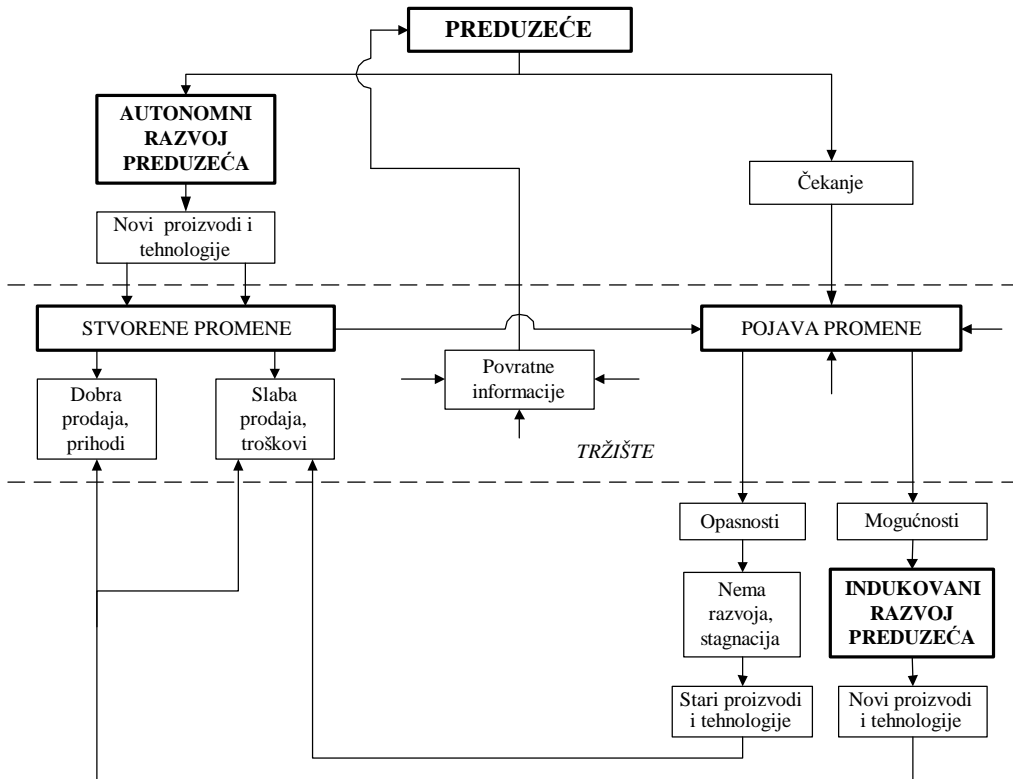 PREDUZEĆE
AUTONOMNI
RAZVOJ
PREDUZEĆA
Čekanje
Novi proizvodi i
tehnologije
STVORENE PROMENE
POJAVA PROMENE
Povratne
informacije
Dobra
prodaja,
prihodi
Slaba
prodaja,
troškovi
TRŽIŠTE
Opasnosti
Mogućnosti
Nema
razvoja,
stagnacija
INDUKOVANI
RAZVOJ
PREDUZEĆA
Stari proizvodi
i tehnologije
Novi proizvodi
i tehnologije